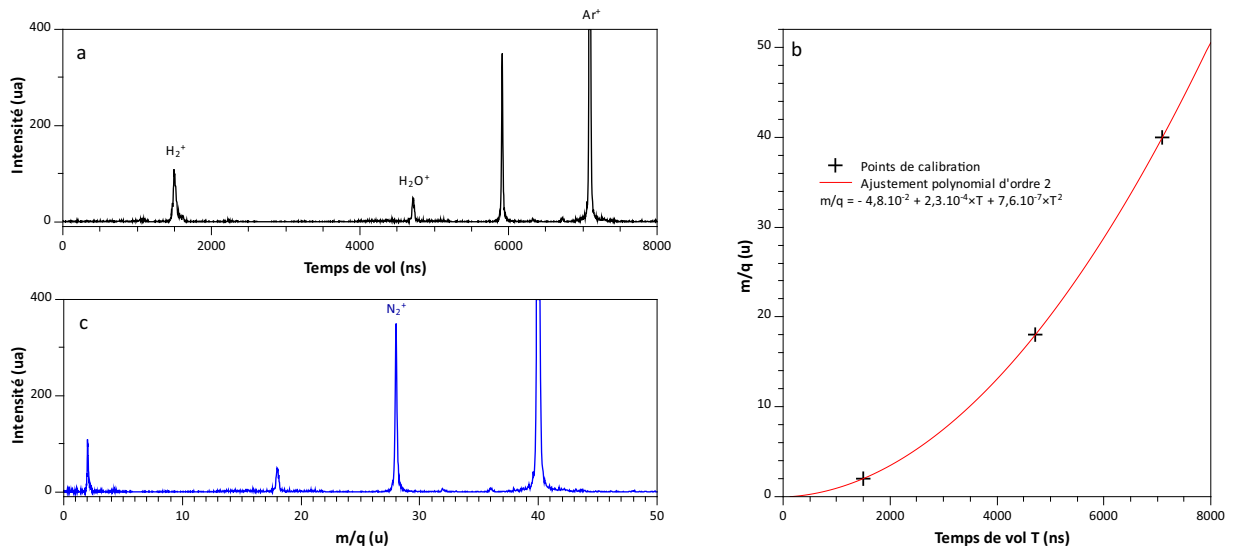 a
Intensité (ua)
400
200
0
H₂⁺
H₂O⁺
Ar⁺
0 2000 4000 6000 8000
Temps de vol (ns)
c
Intensité (ua)
400
200
0
N₂⁺
0 10 20 30 40 50
m/q (u)
b
m/q (u)
50
40
30
20
10
0
Points de calibration
Ajustement polynomial d'ordre 2
m/q = - 4,8.10⁻² + 2,3.10⁻⁴×T + 7,6.10⁻⁷×T²
0 2000 4000 6000 8000
Temps de vol T (ns)